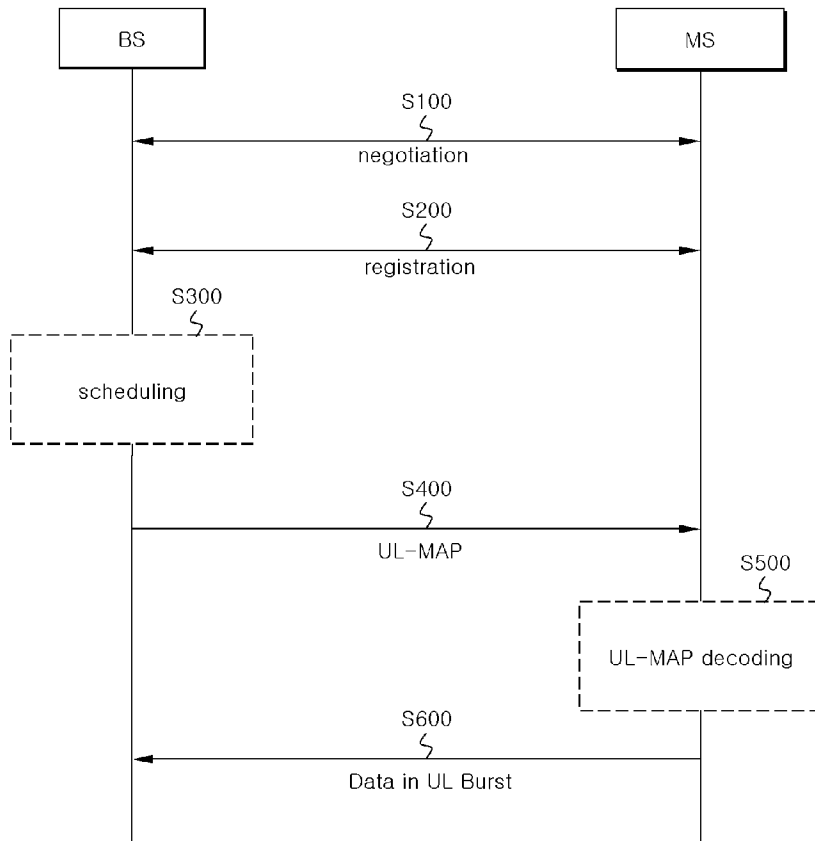 BS
MS
S100
negotiation
S200
registration
S300
scheduling
S400
UL-MAP
S500
UL-MAP decoding
S600
Data in UL Burst